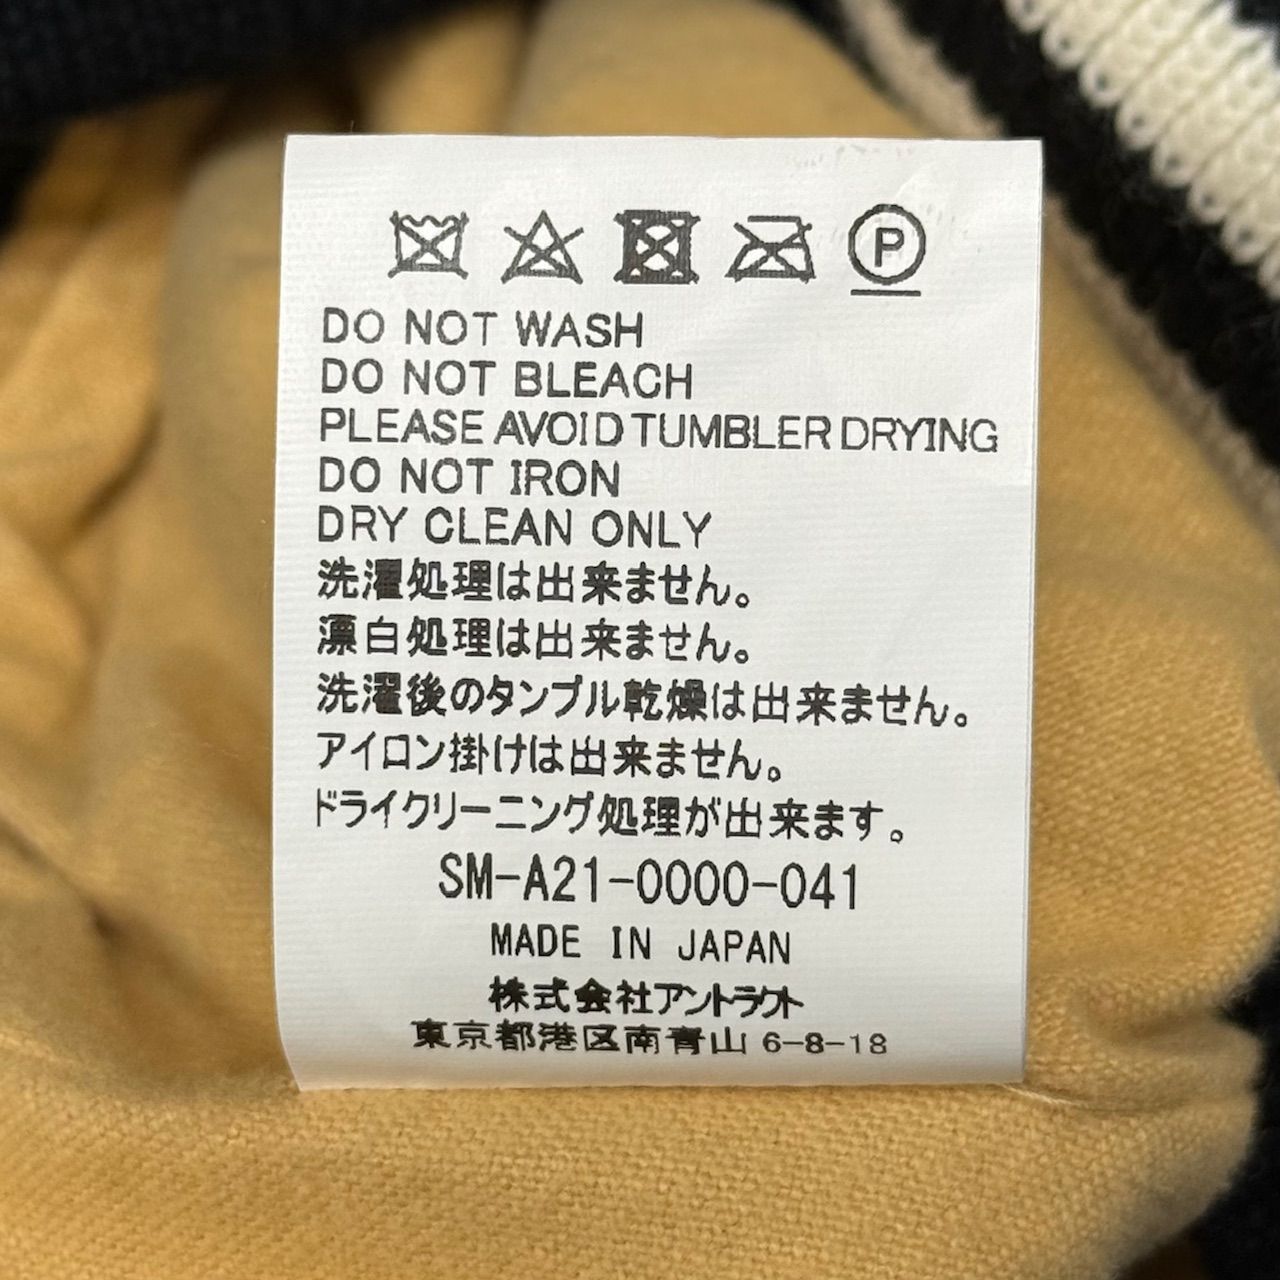 P
DO NOT WASH
DO NOT BLEACH
PLEASE AVOID TUMBLER DRYING
DO NOT IRON
DRY CLEAN ONLY
洗濯処理は出来ません。
漂白処理は出来ません。
洗濯後のタンブル乾燥は出来ません。
アイロン掛けは出来ません。
ドライクリーニング処理が出来ます。
SM-A21-0000-041
MADE IN JAPAN
株式会社アントラクト
東京都港区南青山 6-8-18